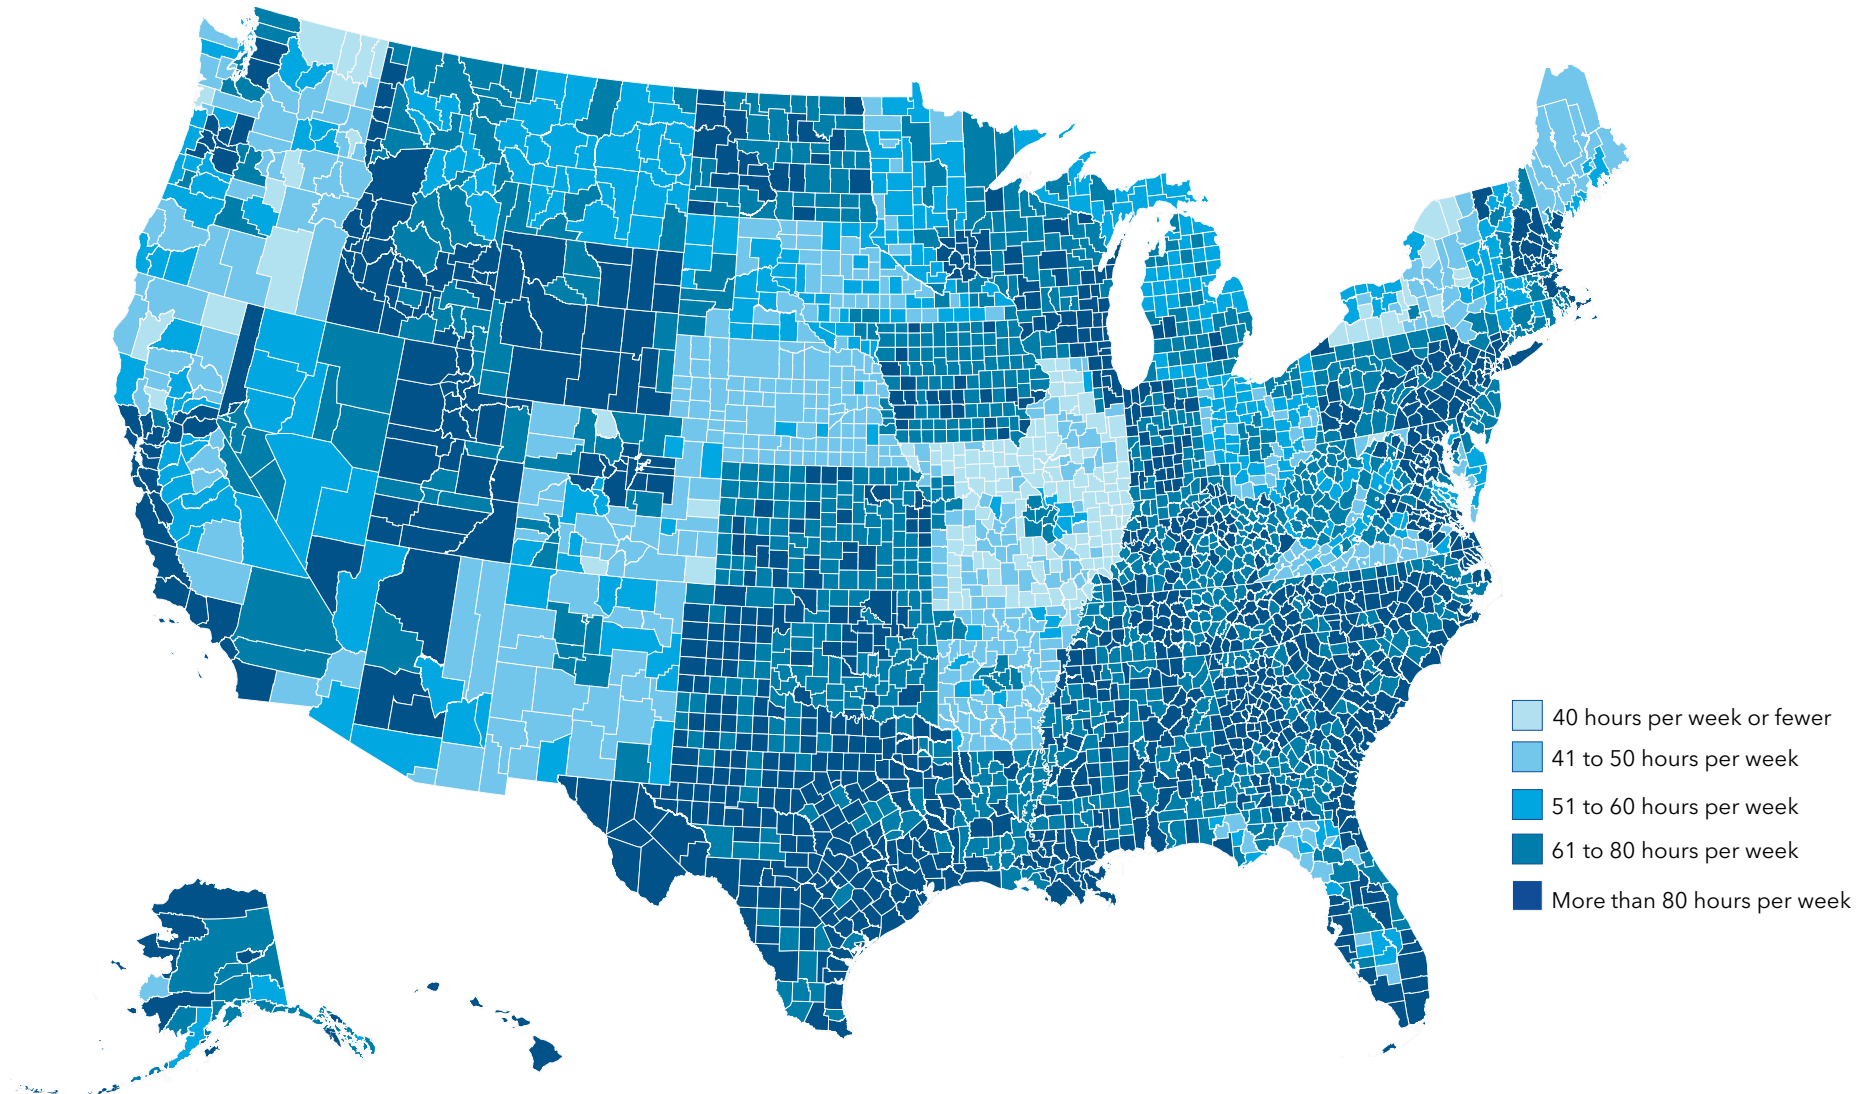 40 hours per week or fewer
41 to 50 hours per week
51 to 60 hours per week
61 to 80 hours per week
More than 80 hours per week